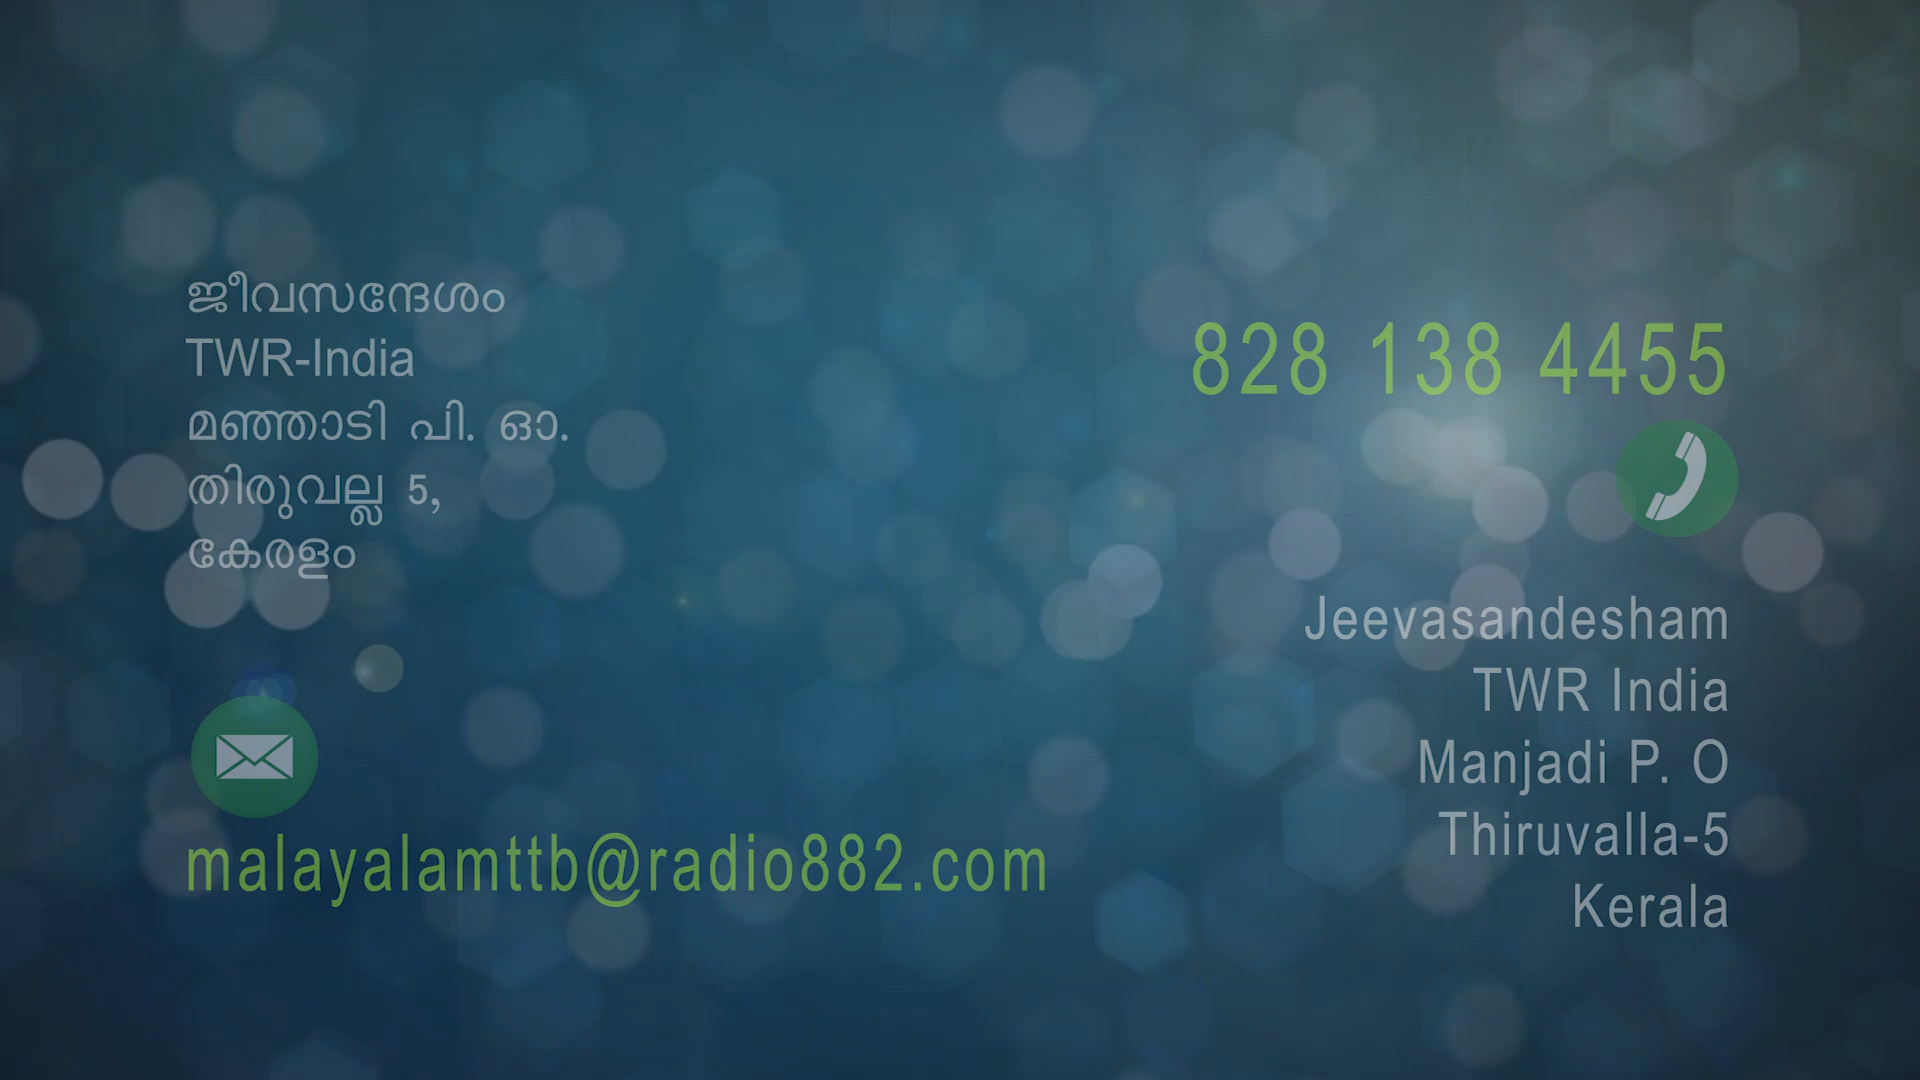 ജീവസന്ദേശം
TWR-India
മഞ്ഞാടി പി. ഓ.
തിരുവല്ല 5,
കേരളം
malayalamttb@radio882.com
828 138 4455
Jeevasandesham
TWR India
Manjadi P. O
Thiruvalla-5
Kerala